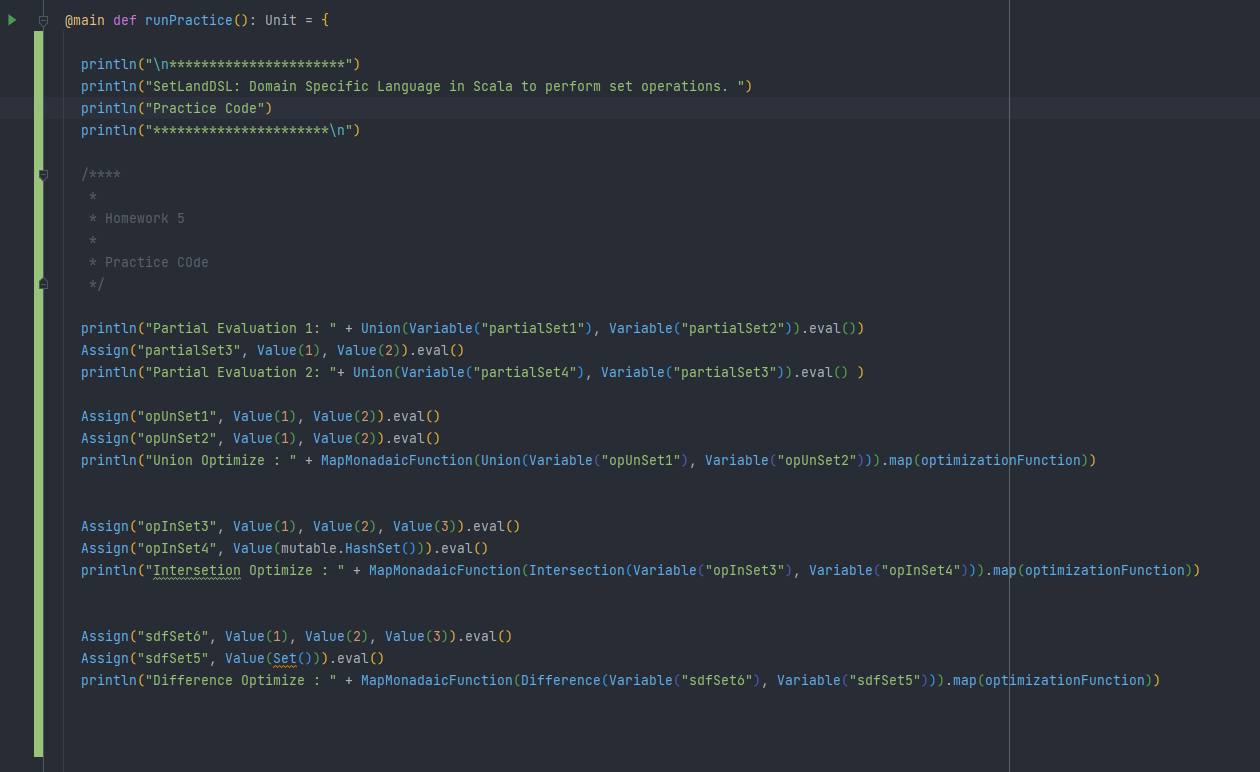 @main def runPractice(): Unit = {
println("\n**********************")
println("SetLandDSL: Domain Specific Language in Scala to perform set operations. ")
println("Practice Code")
println("**********************\n")
/****
*
* Homework 5
*
* Practice COde
*/
println("Partial Evaluation 1: " + Union(Variable("partialSet1"), Variable("partialSet2")).eval())
Assign("partialSet3", Value(1), Value(2)).eval()
println("Partial Evaluation 2: "+ Union(Variable("partialSet4"), Variable("partialSet3")).eval() )
Assign("opUnSet1", Value(1), Value(2)).eval()
Assign("opUnSet2", Value(1), Value(2)).eval()
println("Union Optimize : " + MapMonadaicFunction(Union(Variable("opUnSet1"), Variable("opUnSet2"))).map(optimizationFunction))
Assign("opInSet3", Value(1), Value(2), Value(3)).eval()
Assign("opInSet4", Value(mutable.HashSet())).eval()
println("Intersetion Optimize : " + MapMonadaicFunction(Intersection(Variable("opInSet3"), Variable("opInSet4"))).map(optimizationFunction))
Assign("sdfSet6", Value(1), Value(2), Value(3)).eval()
Assign("sdfSet5", Value(Set())).eval()
println("Difference Optimize : " + MapMonadaicFunction(Difference(Variable("sdfSet6"), Variable("sdfSet5"))).map(optimizationFunction))